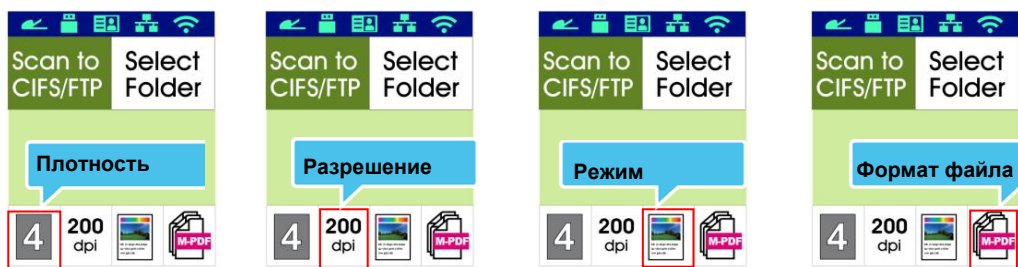 Scan to CIFS/FTP
Select Folder
Плотность
4
200 dpi
M-PDF
Scan to CIFS/FTP
Select Folder
Разрешение
4
200 dpi
M-PDF
Scan to CIFS/FTP
Select Folder
Режим
4
200 dpi
M-PDF
Scan to CIFS/FTP
Select Folder
Формат файла
4
200 dpi
M-PDF